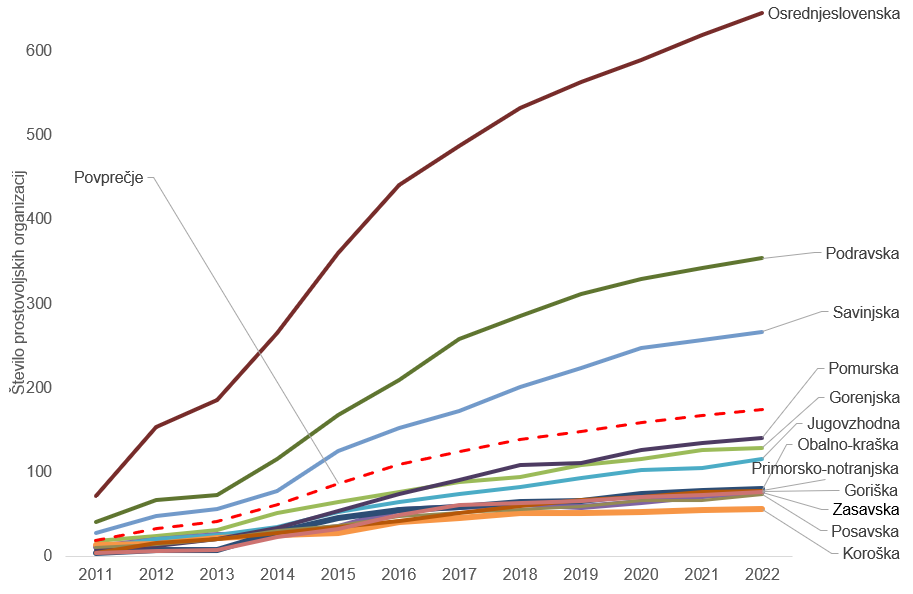 Osrednjeslovenska
600
500
Povprečje
400
Število prostovoljskih organizacij
Podravska
300
Savinjska
Pomurska
200
Gorenjska
Jugovzhodna
Obalno-kraška
100
Primorsko-notranjska
Goriška
Zasavska
Posavska
0
Koroška
2011 2012 2013 2014 2015 2016 2017 2018 2019 2020 2021 2022